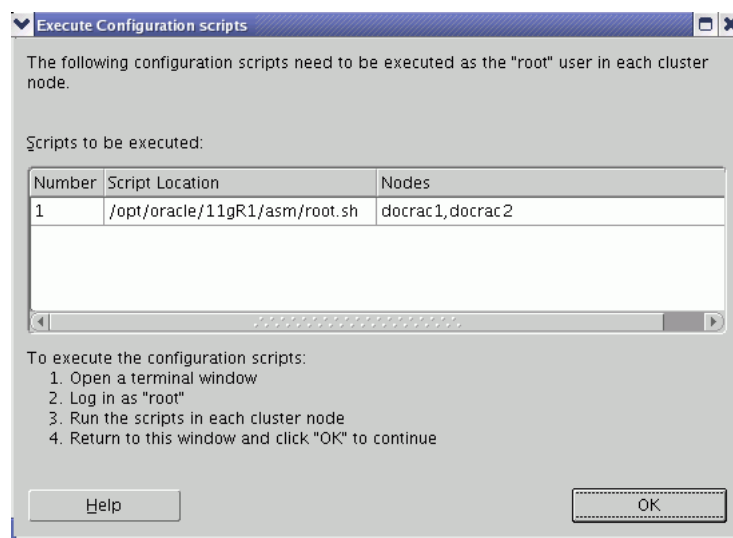 Execute Configuration scripts
The following configuration scripts need to be executed as the "root" user in each cluster
node.
Scripts to be executed:
Number Script Location Nodes
1 /opt/oracle/11gR1/asm/root.sh docrac1,docrac2
To execute the configuration scripts:
1. Open a terminal window
2. Log in as "root"
3. Run the scripts in each cluster node
4. Return to this window and click "OK" to continue
Help OK